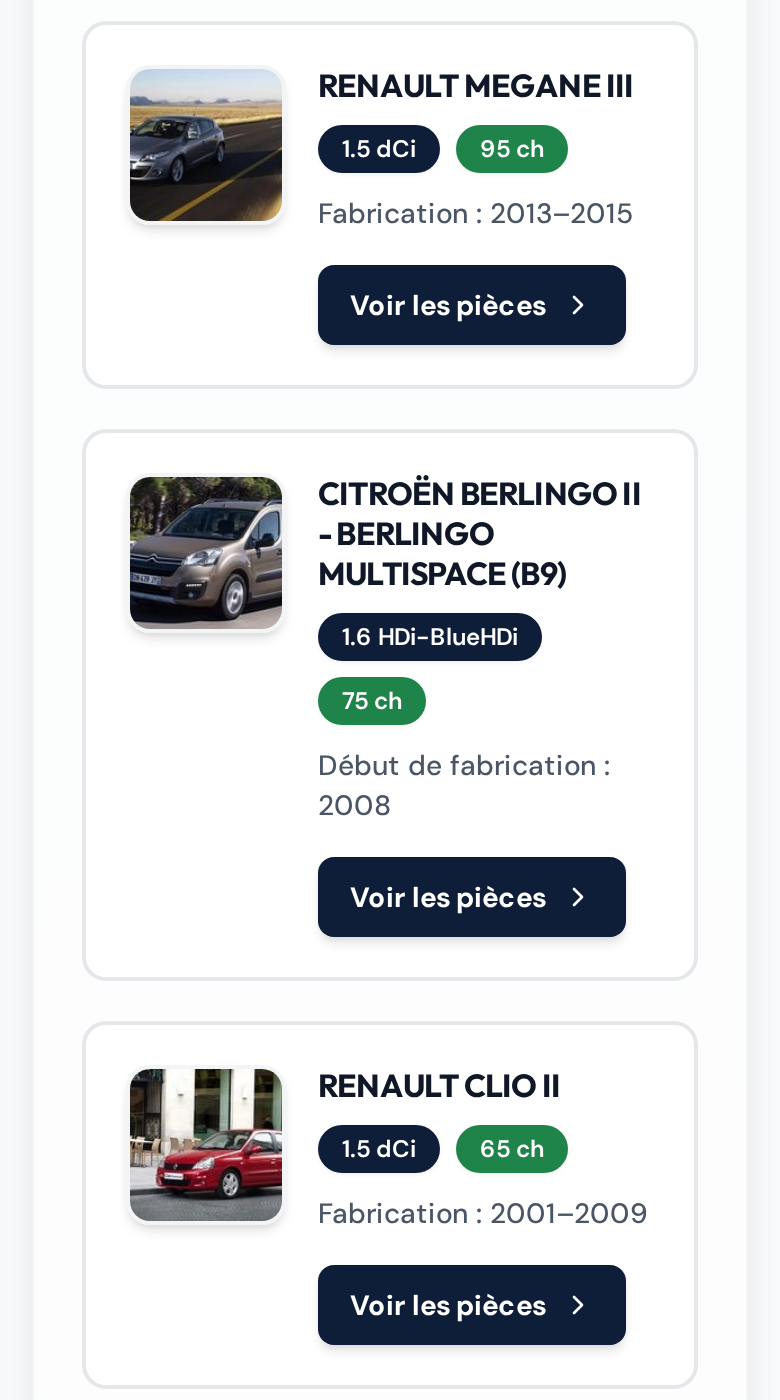 RENAULT MEGANE III
1.5 dCi
95 ch
Fabrication : 2013–2015
Voir les pièces
CITROËN BERLINGO II
- BERLINGO
MULTISPACE (B9)
1.6 HDi-BlueHDi
75 ch
Début de fabrication :
2008
Voir les pièces
RENAULT CLIO II
1.5 dCi
65 ch
Fabrication : 2001–2009
Voir les pièces